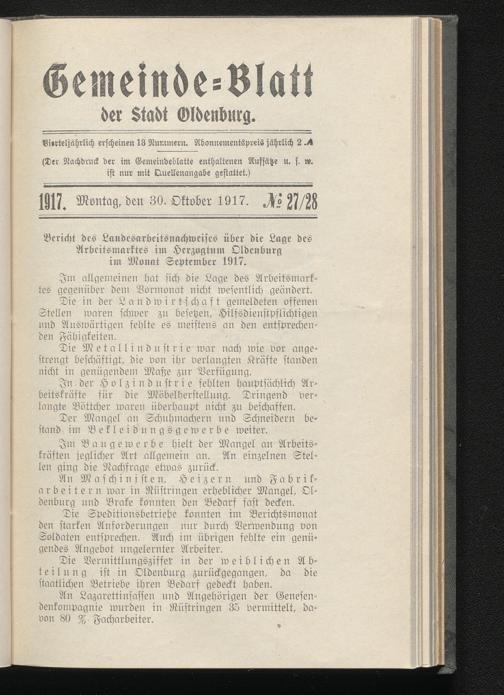 Gemeinde=Blatt
der Stadt Oldenburg.
Vierteljährlich erscheinen 13 Nummern. Abonnementspreis jährlich 2 ℳ
(Der Nachdruck der im Gemeindeblatte enthaltenen Aufsätze u. s. w.
ist nur mit Quellenangabe gestattet.)
1917. Montag, den 30. Oktober 1917. № 27/28
Bericht des Landesarbeitsnachweises über die Lage des
Arbeitsmarktes im Herzogtum Oldenburg
im Monat September 1917.
Im allgemeinen hat sich die Lage des Arbeitsmark-
tes gegenüber dem Vormonat nicht wesentlich geändert.
Die in der Landwirtschaft gemeldeten offenen
Stellen waren schwer zu besetzen, Hilfsdienstpflichtigen
und Auswärtigen fehlte es meistens an den entsprechen-
den Fähigkeiten.
Die Metallindustrie war nach wie vor ange-
strengt beschäftigt, die von ihr verlangten Kräfte standen
nicht in genügendem Maße zur Verfügung.
In der Holzindustrie fehlten hauptsächlich Ar-
beitskräfte für die Möbelherstellung. Dringend ver-
langte Böttcher waren überhaupt nicht zu beschaffen.
Der Mangel an Schuhmachern und Schneidern be-
stand im Bekleidungsgewerbe weiter.
Im Baugewerbe hielt der Mangel an Arbeits-
kräften jeglicher Art allgemein an. An einzelnen Stel-
len ging die Nachfrage etwas zurück.
An Maschinisten, Heizern und Fabrik-
arbeitern war in Rüstringen erheblicher Mangel, Ol-
denburg und Brake konnten den Bedarf fast decken.
Die Speditionsbetriebe konnten im Berichtsmonat
den starken Anforderungen nur durch Verwendung von
Soldaten entsprechen. Auch im übrigen fehlte ein genü-
gendes Angebot ungelernter Arbeiter.
Die Vermittlungsziffer in der weiblichen Ab-
teilung ist in Oldenburg zurückgegangen, da die
staatlichen Betriebe ihren Bedarf gedeckt haben.
An Lazarettinsassen und Angehörigen der Genesen-
denkompagnie wurden in Rüstringen 35 vermittelt, da-
von 80 % Facharbeiter.